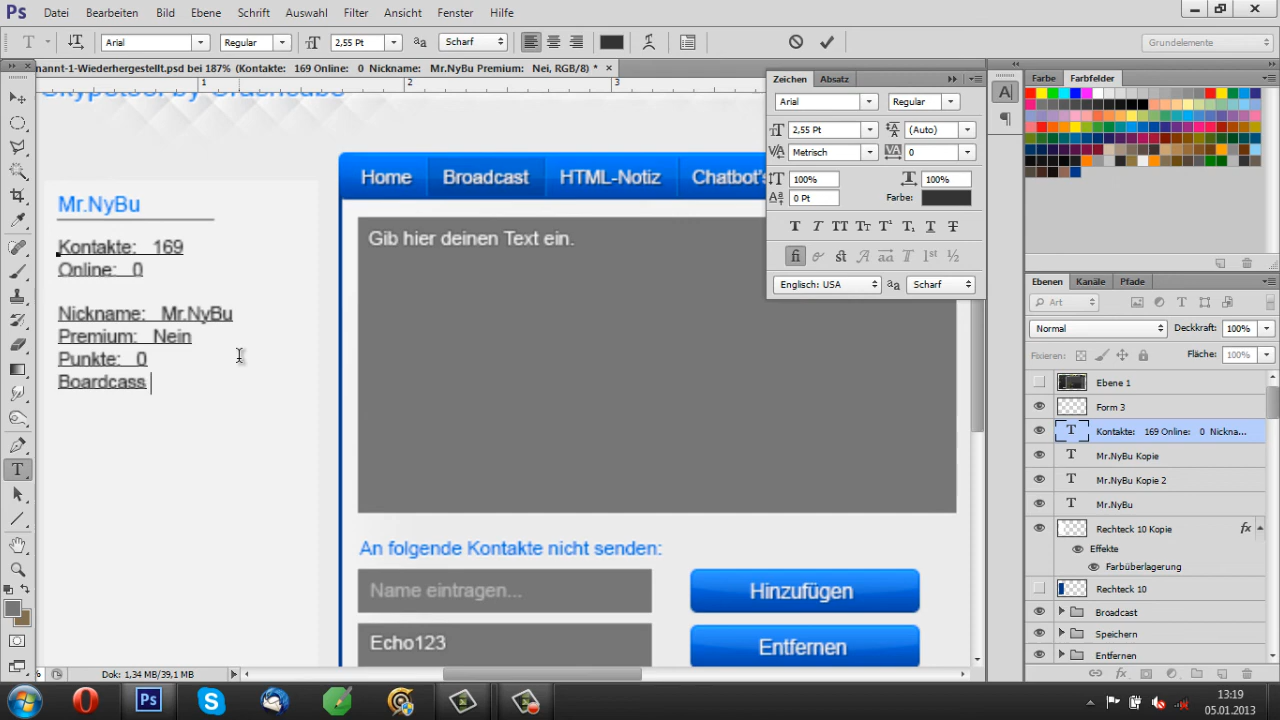 Ps Datei Bearbeiten Bild Ebene Schrift Auswahl Filter Ansicht Fenster Hilfe
T Arial Regular 2,55 Pt aa Scharf Grundelemente
nannt-1-Wiederhergestellt.psd bei 187% (Kontakte: 169 Online: 0 Nickname: Mr.NyBu Premium: Nei, RGB/8) *
1 2 3
Mr.NyBu
Kontakte: 169
Online: 0
Nickname: Mr.NyBu
Premium: Nein
Punkte: 0
Boardcass
Home Broadcast HTML-Notiz Chatbot's
Gib hier deinen Text ein.
An folgende Kontakte nicht senden:
Name eintragen... Hinzufügen
Echo123 Entfernen
Zeichen Absatz
Arial Regular
2,55 Pt (Auto)
Metrisch 0
100% 100%
0 Pt Farbe:
Englisch: USA aa Scharf
Farbe Farbfelder
Ebenen Kanäle Pfade
Art
Normal Deckkraft: 100%
Fixieren: Fläche: 100%
Ebene 1
Form 3
Kontakte: 169 Online: 0 Nickna...
Mr.NyBu Kopie
Mr.NyBu Kopie 2
Mr.NyBu
Rechteck 10 Kopie fx
Effekte
Farbüberlagerung
Rechteck 10
Broadcast
Speichern
Entfernen
% Dok: 1,34 MB/39,1 MB
13:19
05.01.2013